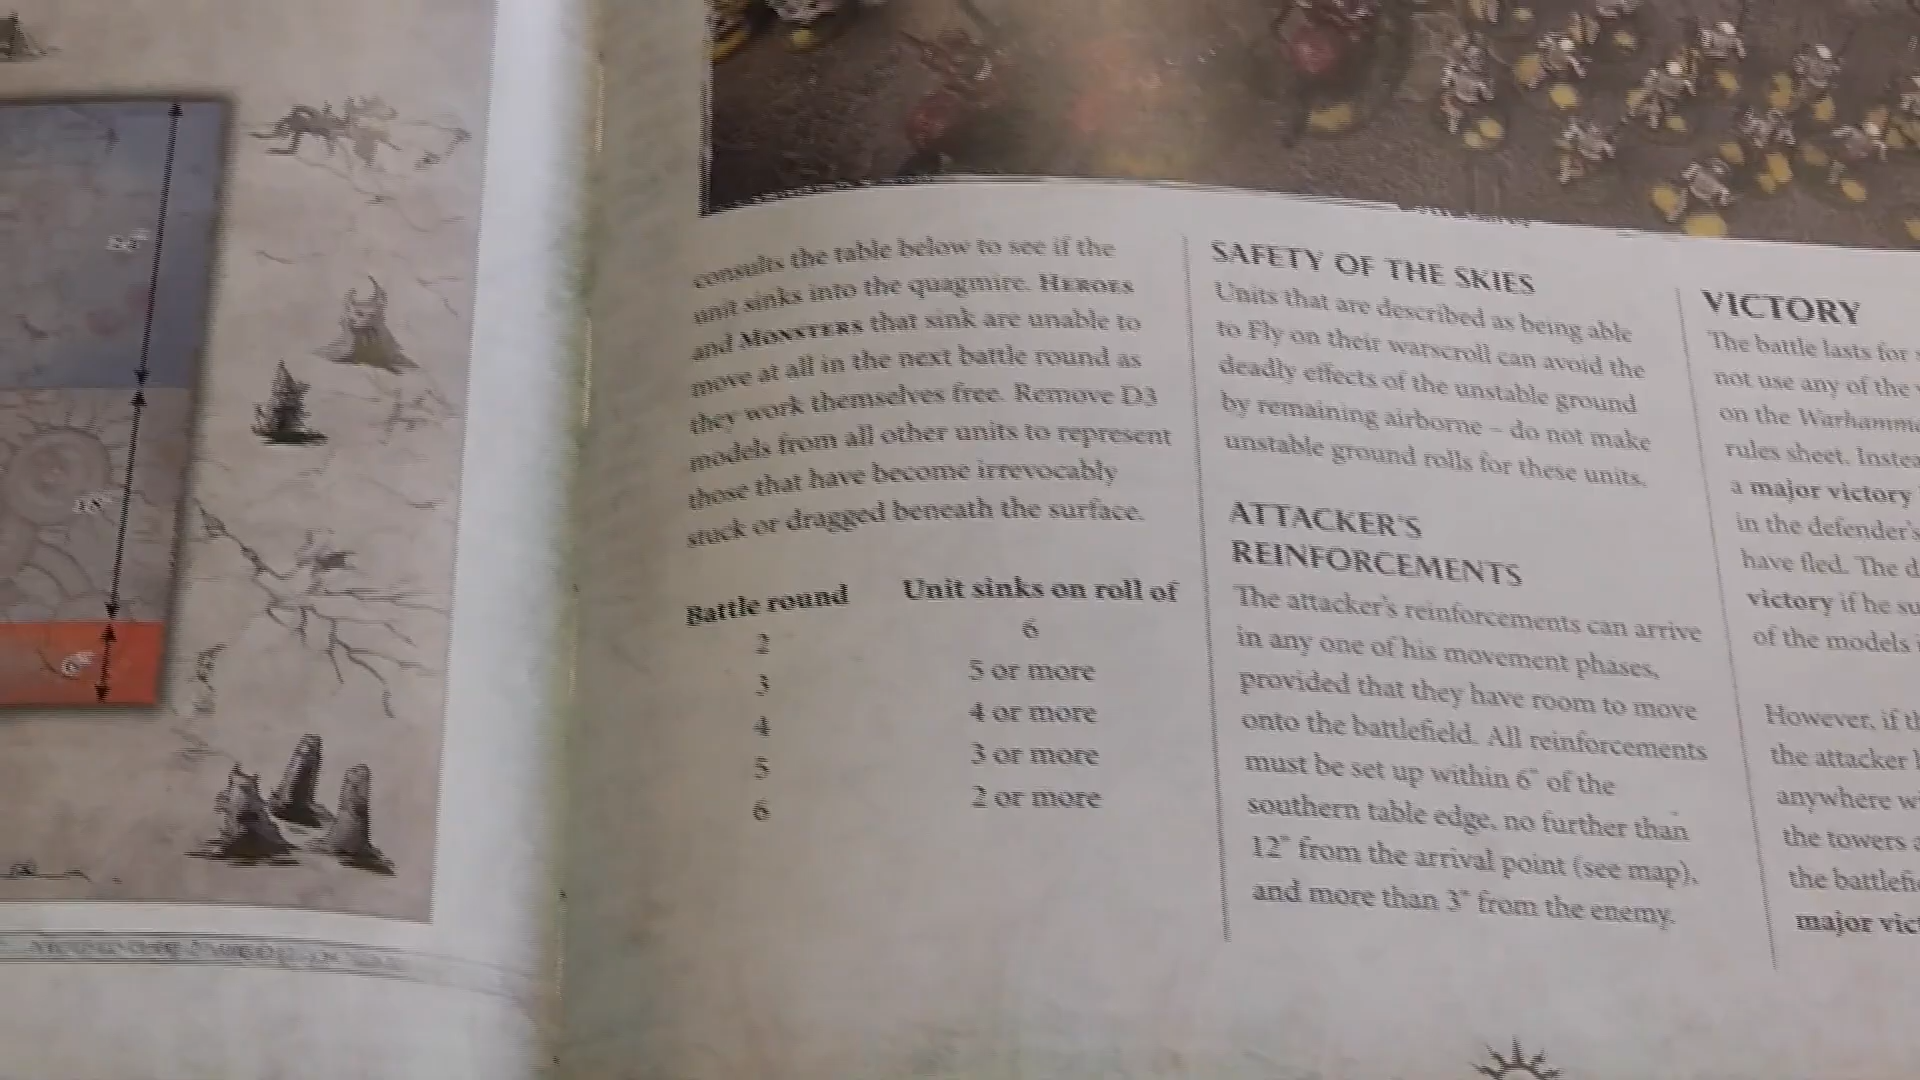 24"
18"
6"
consults the table below to see if the
unit sinks into the quagmire. HEROES
and MONSTERS that sink are unable to
move at all in the next battle round as
they work themselves free. Remove D3
models from all other units to represent
those that have become irrevocably
stuck or dragged beneath the surface.
Battle round Unit sinks on roll of
2 6
3 5 or more
4 4 or more
5 3 or more
6 2 or more
SAFETY OF THE SKIES
Units that are described as being able
to Fly on their warscroll can avoid the
deadly effects of the unstable ground
by remaining airborne – do not make
unstable ground rolls for these units.
ATTACKER'S
REINFORCEMENTS
The attacker's reinforcements can arrive
in any one of his movement phases,
provided that they have room to move
onto the battlefield. All reinforcements
must be set up within 6" of the
southern table edge, no further than
12" from the arrival point (see map),
and more than 3" from the enemy.
VICTORY
The battle lasts for
not use any of the
on the Warhamme
rules sheet. Instea
a major victory
in the defender's
have fled. The d
victory if he su
of the models i
However, if th
the attacker
anywhere w
the towers
the battlefie
major vict